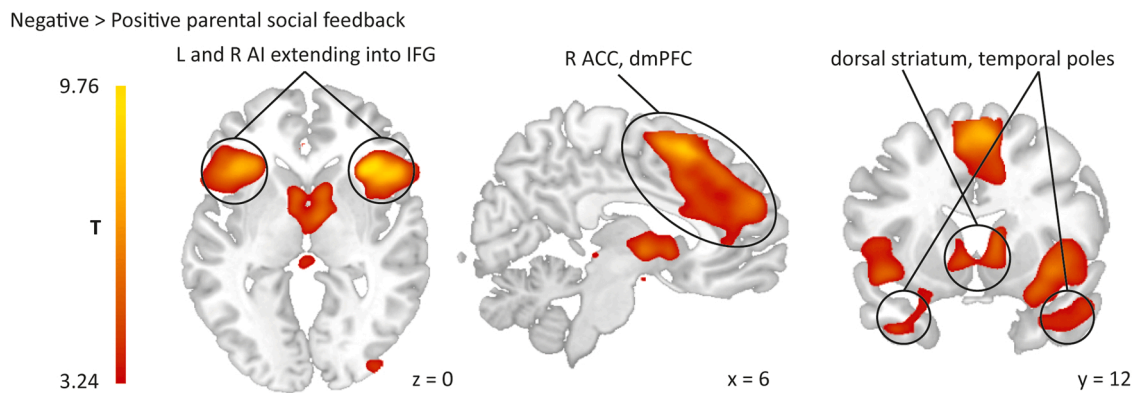 Negative > Positive parental social feedback
L and R AI extending into IFG
R ACC, dmPFC
dorsal striatum, temporal poles
9.76
T
3.24
z = 0
x = 6
y = 12